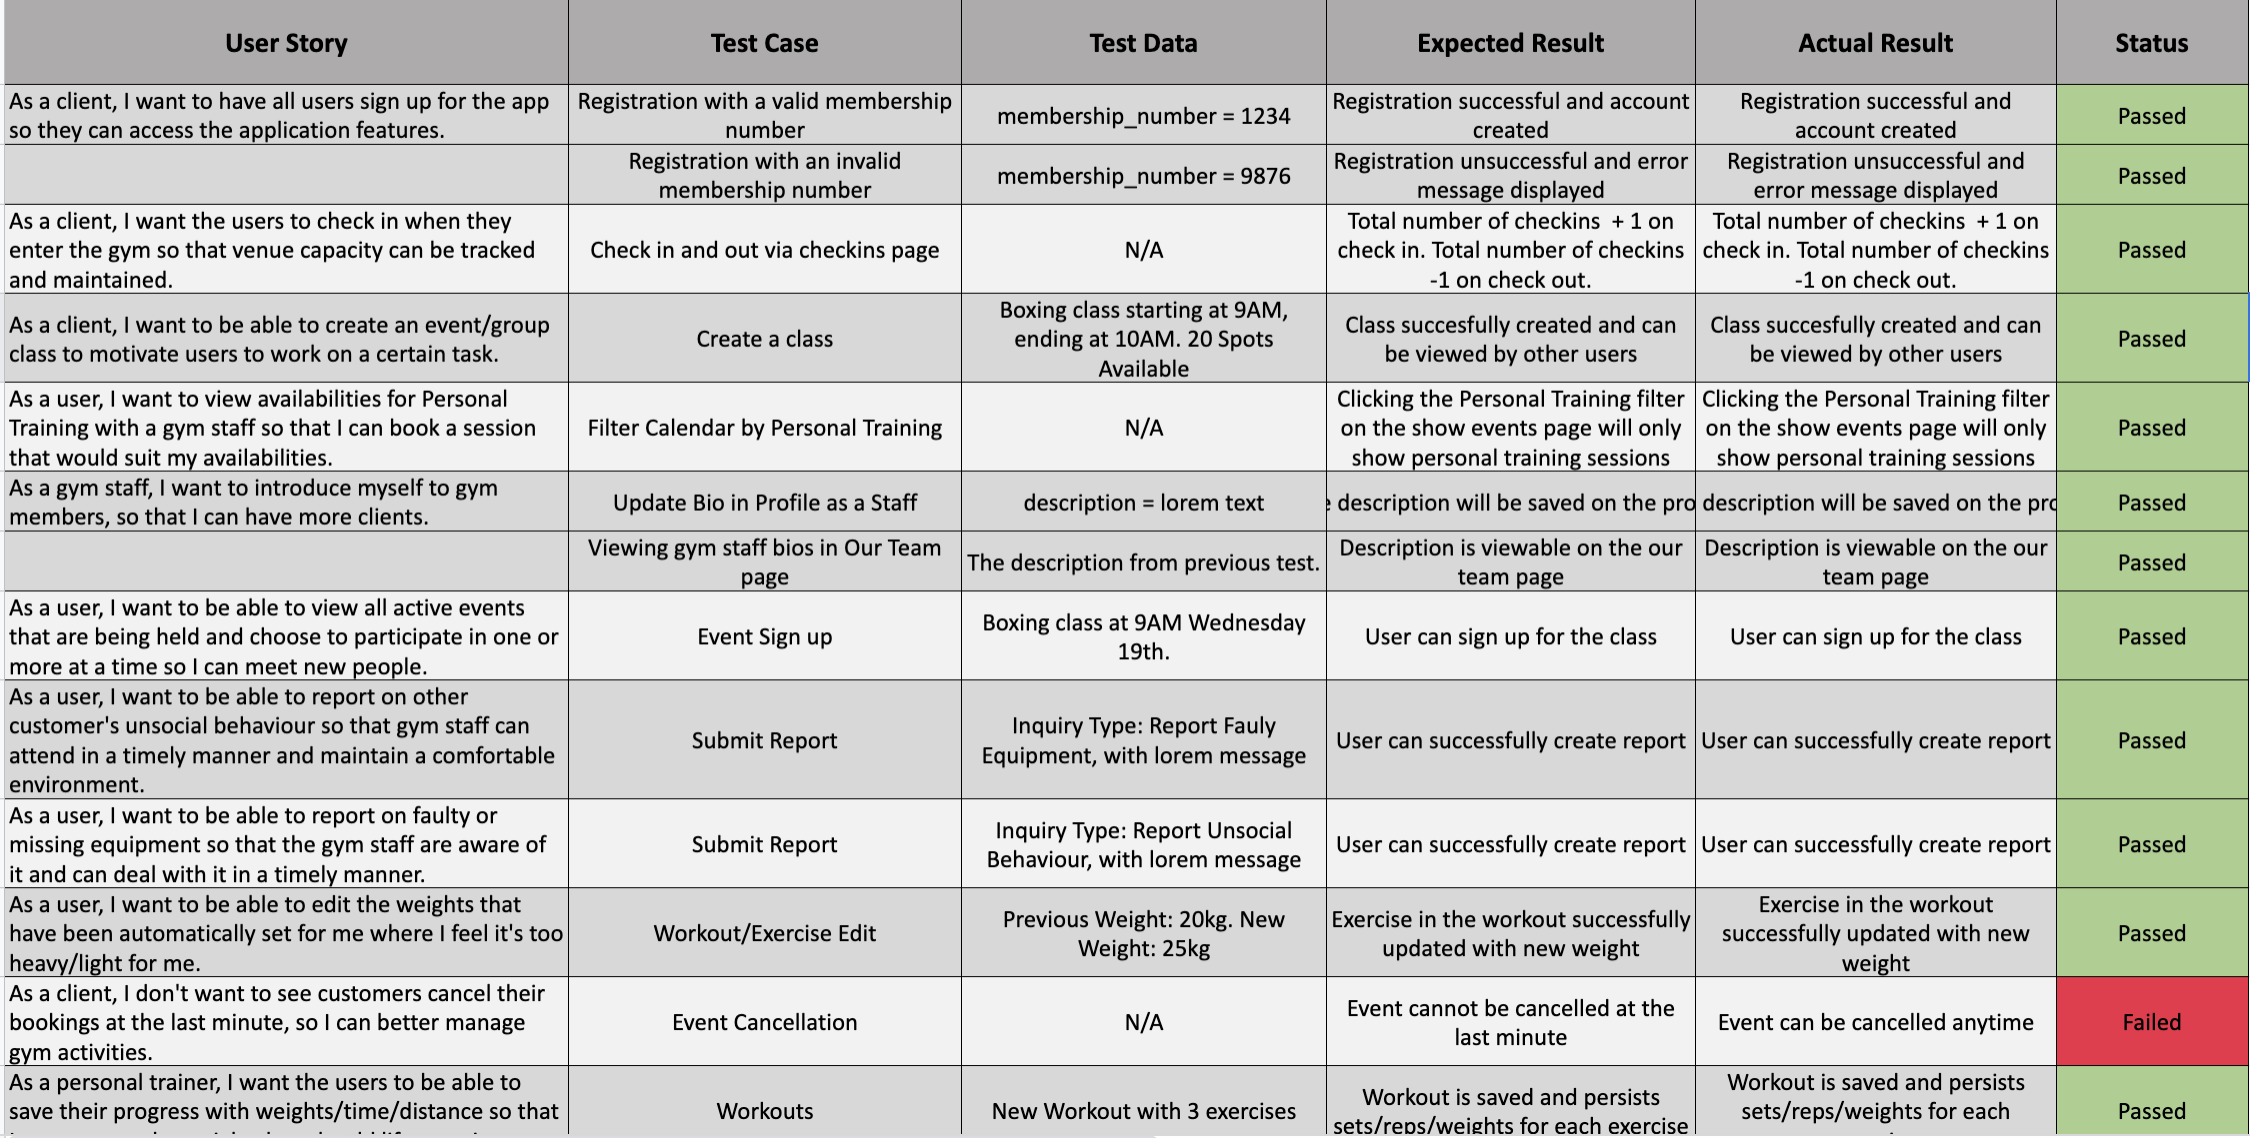 User Story Test Case Test Data Expected Result Actual Result Status
As a client, I want to have all users sign up for the app
so they can access the application features.
Registration with a valid membership
number
membership_number = 1234
Registration successful and account
created
Registration successful and
account created
Passed
Registration with an invalid
membership number
membership_number = 9876
Registration unsuccessful and error
message displayed
Registration unsuccessful and
error message displayed
Passed
As a client, I want the users to check in when they
enter the gym so that venue capacity can be tracked
and maintained.
Check in and out via checkins page
N/A
Total number of checkins + 1 on
check in. Total number of checkins
-1 on check out.
Total number of checkins + 1 on
check in. Total number of checkins
-1 on check out.
Passed
As a client, I want to be able to create an event/group
class to motivate users to work on a certain task.
Create a class
Boxing class starting at 9AM,
ending at 10AM. 20 Spots
Available
Class succesfully created and can
be viewed by other users
Class succesfully created and can
be viewed by other users
Passed
As a user, I want to view availabilities for Personal
Training with a gym staff so that I can book a session
that would suit my availabilities.
Filter Calendar by Personal Training
N/A
Clicking the Personal Training filter
on the show events page will only
show personal training sessions
Clicking the Personal Training filter
on the show events page will only
show personal training sessions
Passed
As a gym staff, I want to introduce myself to gym
members, so that I can have more clients.
Update Bio in Profile as a Staff
description = lorem text
description will be saved on the pro
description will be saved on the pro
Passed
Viewing gym staff bios in Our Team
page
The description from previous test.
Description is viewable on the our
team page
Description is viewable on the our
team page
Passed
As a user, I want to be able to view all active events
that are being held and choose to participate in one or
more at a time so I can meet new people.
Event Sign up
Boxing class at 9AM Wednesday
19th.
User can sign up for the class
User can sign up for the class
Passed
As a user, I want to be able to report on other
customer's unsocial behaviour so that gym staff can
attend in a timely manner and maintain a comfortable
environment.
Submit Report
Inquiry Type: Report Fauly
Equipment, with lorem message
User can successfully create report
User can successfully create report
Passed
As a user, I want to be able to report on faulty or
missing equipment so that the gym staff are aware of
it and can deal with it in a timely manner.
Submit Report
Inquiry Type: Report Unsocial
Behaviour, with lorem message
User can successfully create report
User can successfully create report
Passed
As a user, I want to be able to edit the weights that
have been automatically set for me where I feel it's too
heavy/light for me.
Workout/Exercise Edit
Previous Weight: 20kg. New
Weight: 25kg
Exercise in the workout successfully
updated with new weight
Exercise in the workout
successfully updated with new
weight
Passed
As a client, I don't want to see customers cancel their
bookings at the last minute, so I can better manage
gym activities.
Event Cancellation
N/A
Event cannot be cancelled at the
last minute
Event can be cancelled anytime
Failed
As a personal trainer, I want the users to be able to
save their progress with weights/time/distance so that
Workouts
New Workout with 3 exercises
Workout is saved and persists
sets/reps/weights for each exercise
Workout is saved and persists
sets/reps/weights for each
Passed